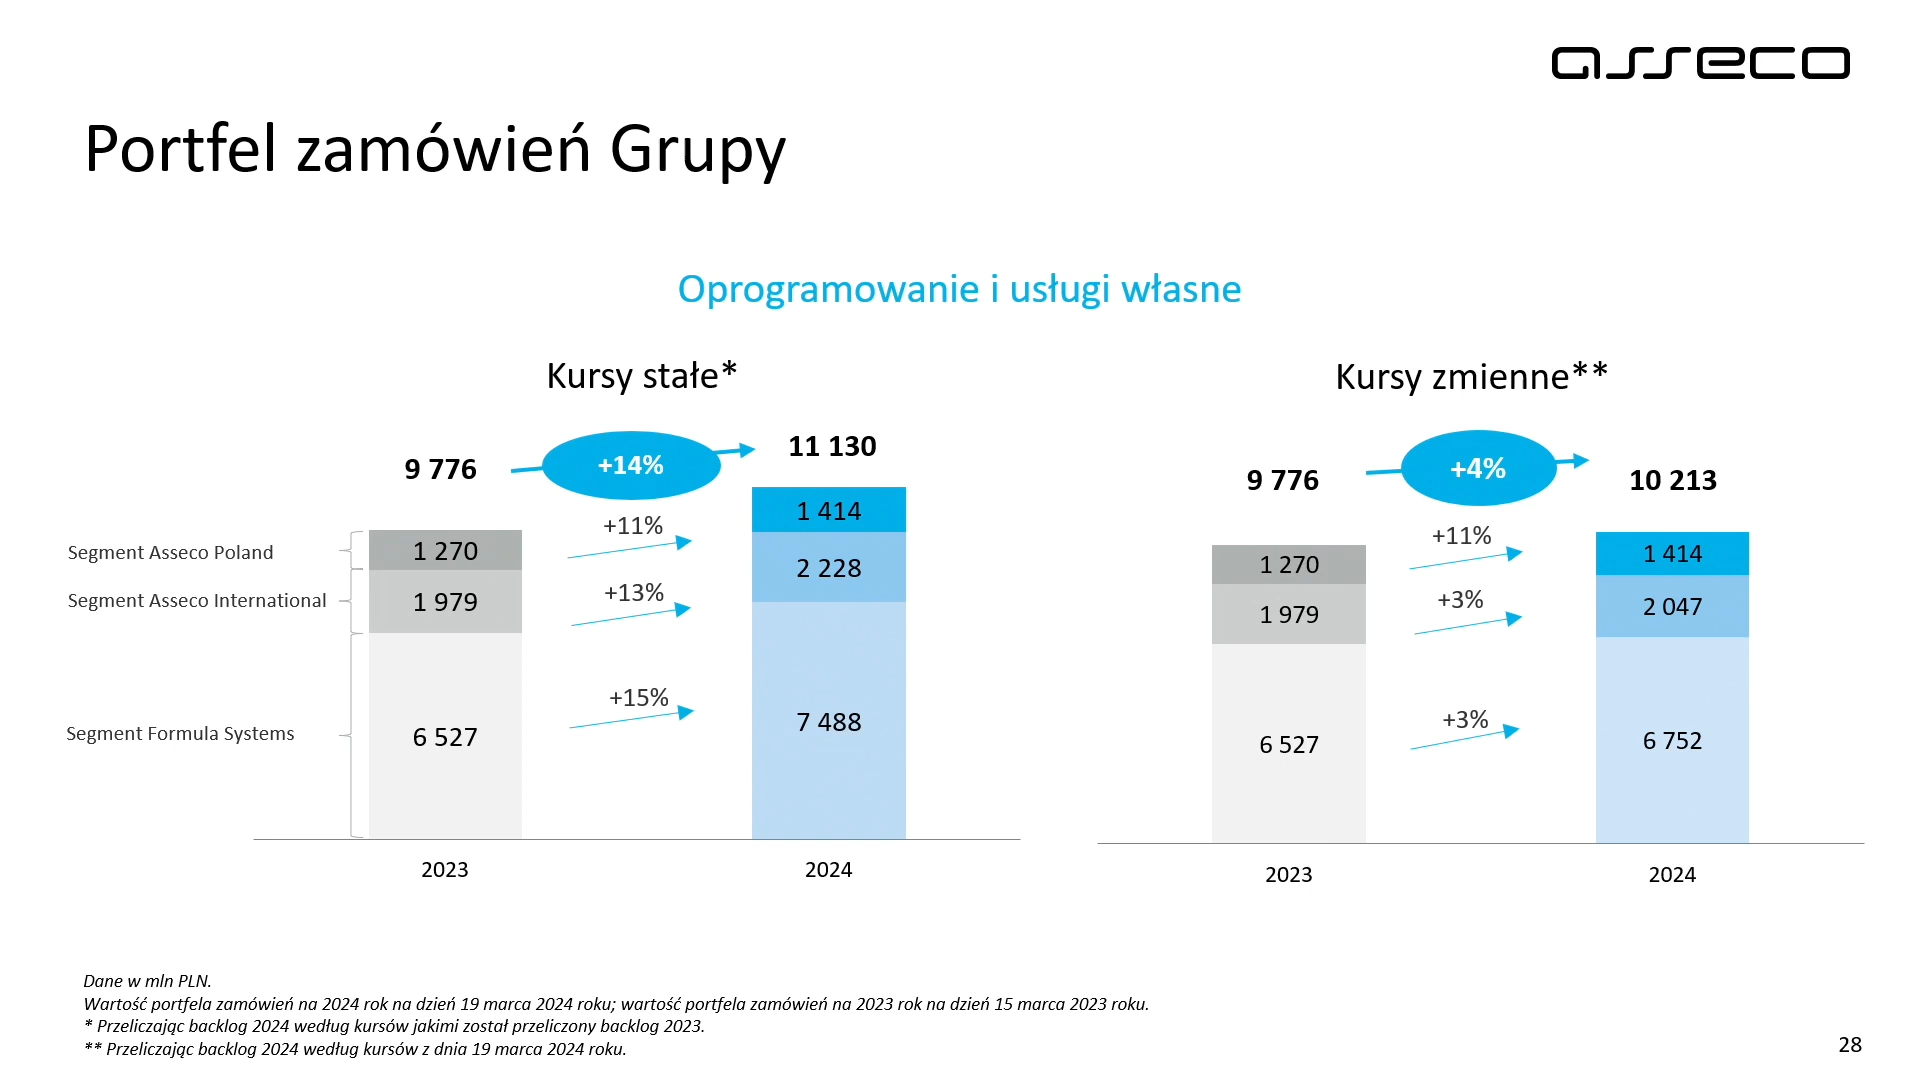 asseco
Portfel zamówień Grupy
Oprogramowanie i usługi własne
Kursy stałe*
9 776
+14%
11 130
Segment Asseco Poland
1 270
+11%
1 414
Segment Asseco International
1 979
+13%
2 228
Segment Formula Systems
6 527
+15%
7 488
2023
2024
Kursy zmienne**
9 776
+4%
10 213
1 270
+11%
1 414
1 979
+3%
2 047
6 527
+3%
6 752
2023
2024
Dane w mln PLN.
Wartość portfela zamówień na 2024 rok na dzień 19 marca 2024 roku; wartość portfela zamówień na 2023 rok na dzień 15 marca 2023 roku.
* Przeliczając backlog 2024 według kursów jakimi został przeliczony backlog 2023.
** Przeliczając backlog 2024 według kursów z dnia 19 marca 2024 roku.
28